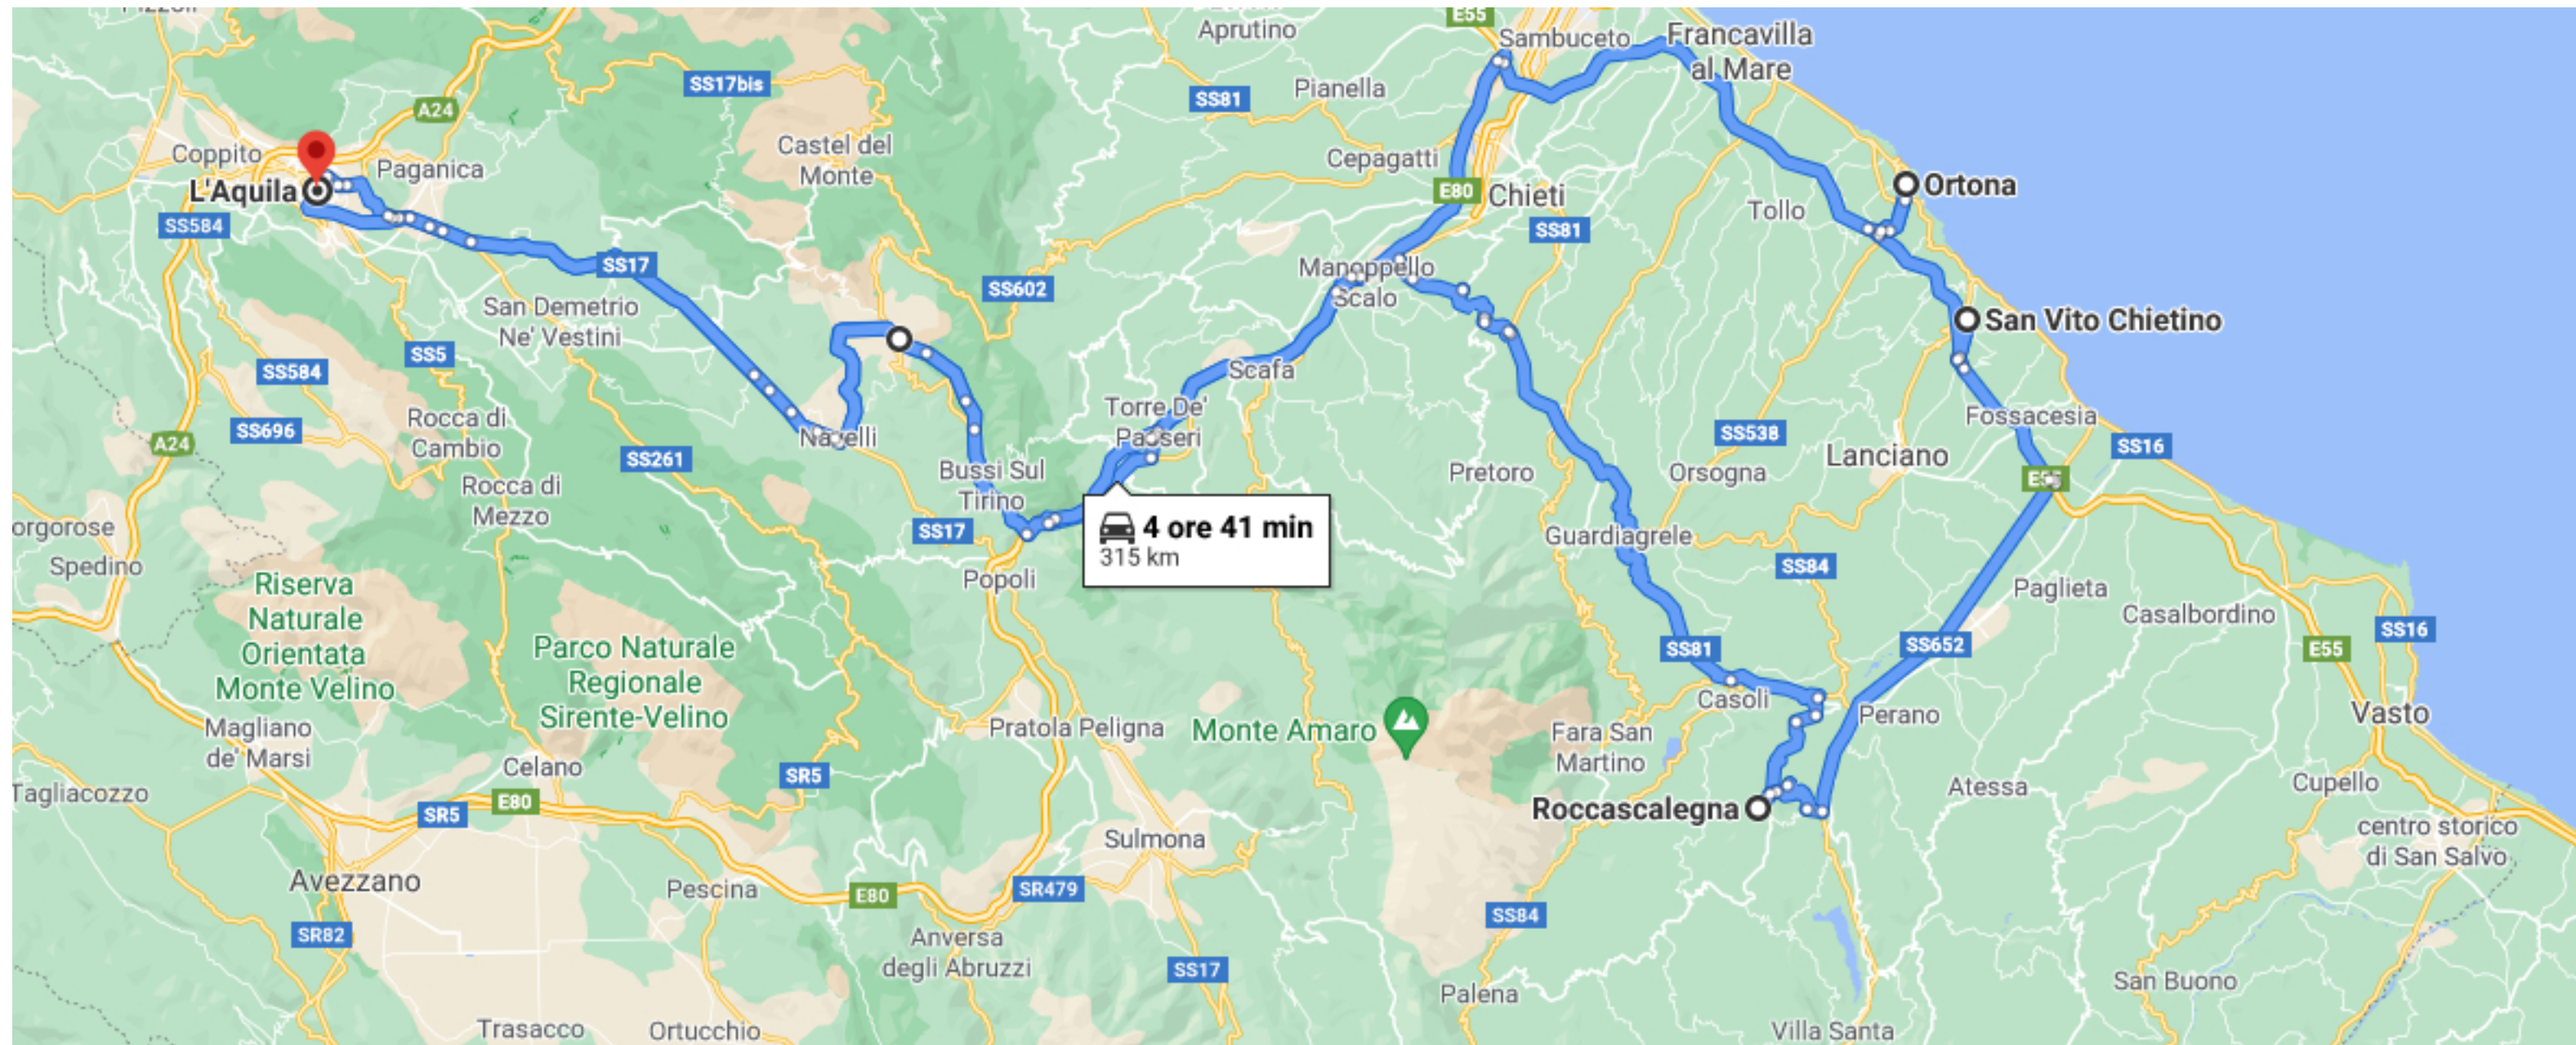 E55
Aprutino
Sambuceto
Francavilla
al Mare
SS17bis
SS81
Pianella
A24
Coppito
Paganica
Castel del
Monte
Cepagatti
L'Aquila
E80
Chieti
Ortona
SS584
Tollo
SS81
SS17
Manoppello
Scalo
SS602
San Demetrio
Ne' Vestini
San Vito Chietino
SS5
SS584
Scafa
Rocca di
Cambio
Torre De'
Passeri
Fossacesia
SS696
A24
Navelli
SS538
SS16
SS261
Lanciano
Bussi Sul
Tirino
Pretoro
Orsogna
E55
Rocca di
Mezzo
SS17
4 ore 41 min
315 km
orgorose
Spedino
Guardiagrele
SS84
Popoli
Paglieta
Riserva
Naturale
Orientata
Monte Velino
Casalbordino
Parco Naturale
Regionale
Sirente-Velino
SS81
SS652
E55
SS16
Casoli
Perano
Vasto
Magliano
de' Marsi
Pratola Peligna
Monte Amaro
Fara San
Martino
Celano
SR5
Atessa
Cupello
Tagliacozzo
SR5
E80
Roccascalegna
Sulmona
centro storico
di San Salvo
Avezzano
Pescina
E80
SR479
SS84
SR82
Anversa
degli Abruzzi
SS17
San Buono
Palena
Trasacco
Ortucchio
Villa Santa